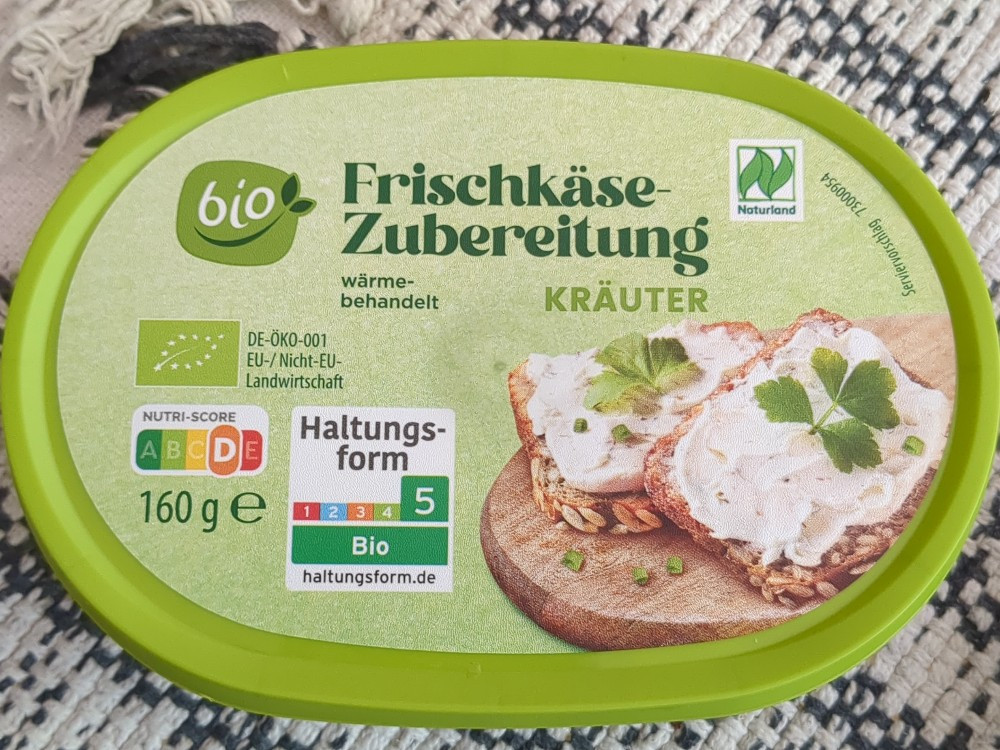 bio
Frischkäse-
Zubereitung
wärme-
behandelt
KRÄUTER
Naturland
Serviervorschlag 73000954
DE-ÖKO-001
EU-/ Nicht-EU-
Landwirtschaft
NUTRI-SCORE
A B C D E
160 g ℮
Haltungs-
form
1 2 3 4 5
Bio
haltungsform.de